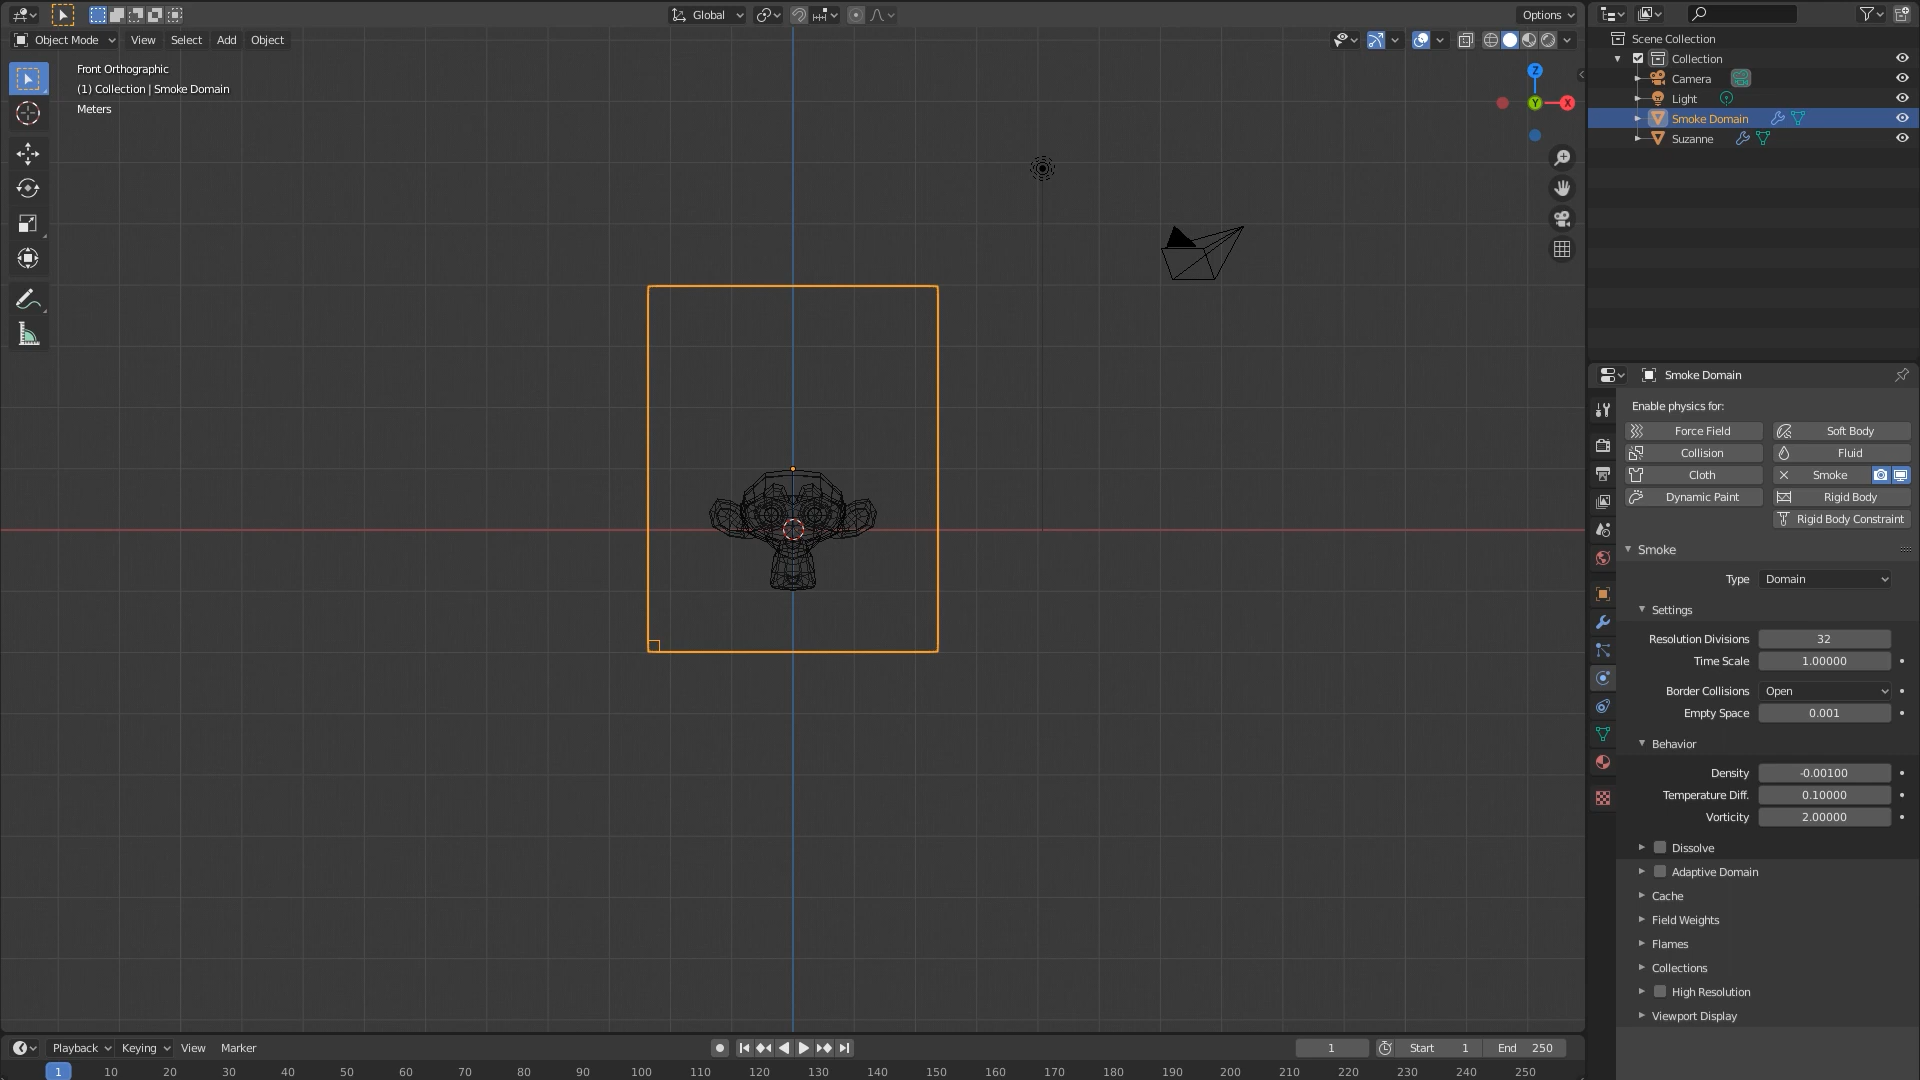 Global
Options
Object Mode
View
Select
Add
Object
Front Orthographic
(1) Collection | Smoke Domain
Meters
Z
Y
X
Scene Collection
Collection
Camera
Light
Smoke Domain
Suzanne
Smoke Domain
Enable physics for:
Force Field
Soft Body
Collision
Fluid
Cloth
Smoke
Dynamic Paint
Rigid Body
Rigid Body Constraint
Smoke
Type Domain
Settings
Resolution Divisions 32
Time Scale 1.00000
Border Collisions Open
Empty Space 0.001
Behavior
Density -0.00100
Temperature Diff. 0.10000
Vorticity 2.00000
Dissolve
Adaptive Domain
Cache
Field Weights
Flames
Collections
High Resolution
Viewport Display
Playback
Keying
View
Marker
1
Start 1
End 250
1 10 20 30 40 50 60 70 80 90 100 110 120 130 140 150 160 170 180 190 200 210 220 230 240 250